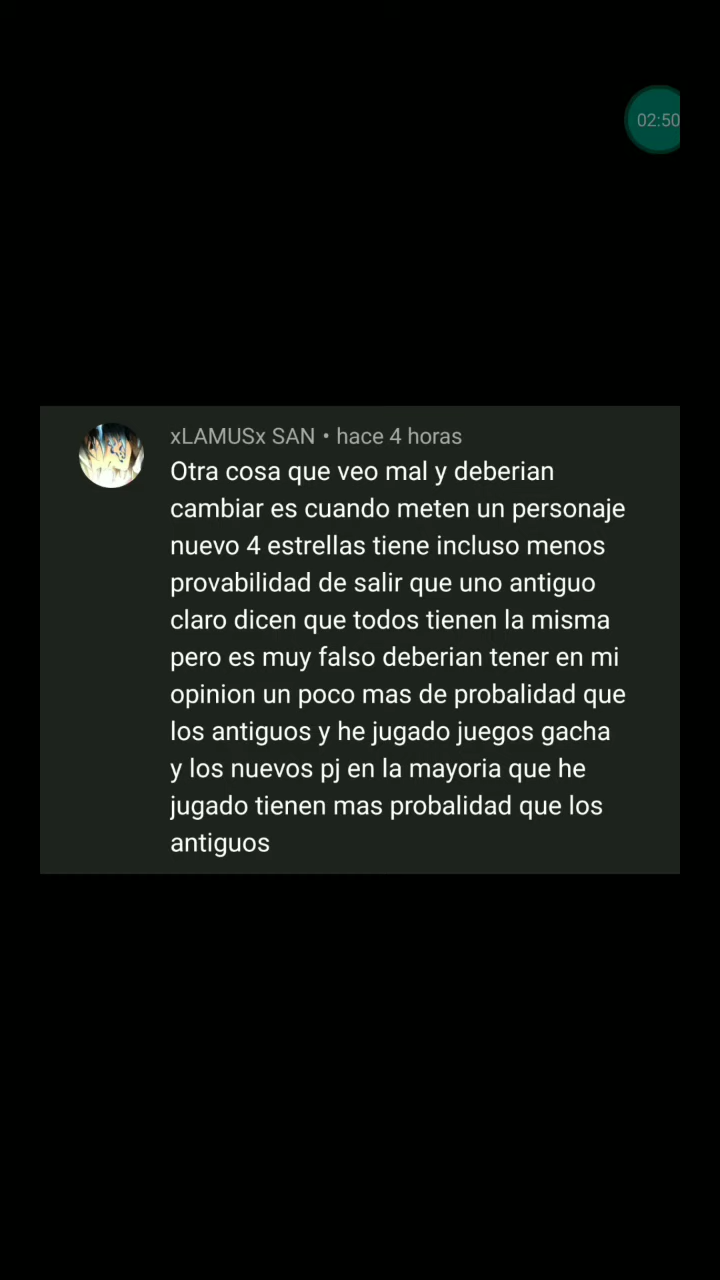 02:50
xLAMUSx SAN • hace 4 horas
Otra cosa que veo mal y deberian
cambiar es cuando meten un personaje
nuevo 4 estrellas tiene incluso menos
provabilidad de salir que uno antiguo
claro dicen que todos tienen la misma
pero es muy falso deberian tener en mi
opinion un poco mas de probalidad que
los antiguos y he jugado juegos gacha
y los nuevos pj en la mayoria que he
jugado tienen mas probalidad que los
antiguos